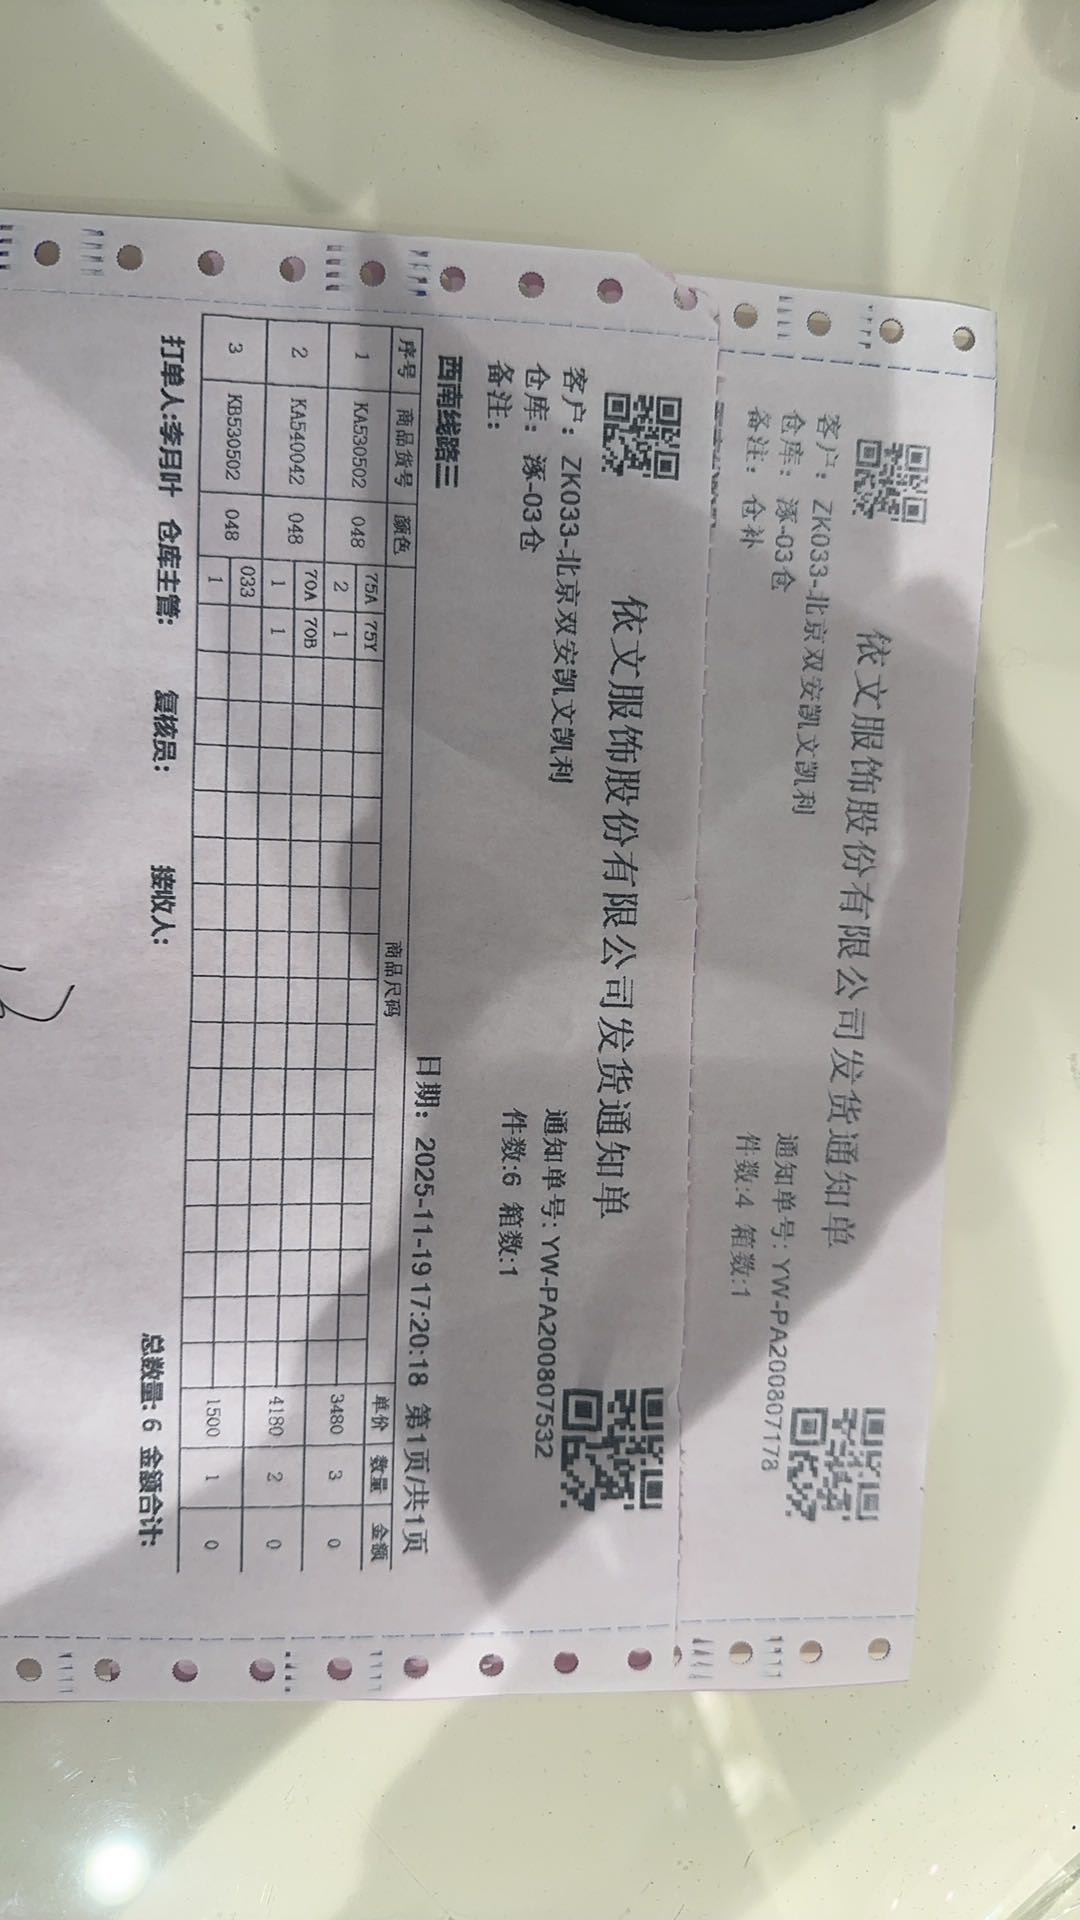 依文服饰股份有限公司发货通知单
客户：ZK033-北京双安凯文凯利 通知单号：YW-PA200807178
仓库：涿-03仓 件数:4 箱数:1
备注：仓补
依文服饰股份有限公司发货通知单
客户：ZK033-北京双安凯文凯利 通知单号：YW-PA200807532
仓库：涿-03仓 件数:6 箱数:1
备注：
西南线路三 日期：2025-11-19 17:20:18 第1页/共1页
序号 商品货号 颜色 商品尺码 单价 数量 金额
75A 75Y
1 KA530502 048 2 1 3480 3 0
70A 70B
2 KA540042 048 1 1 4180 2 0
033
3 KB530502 048 1 1500 1 0
打单人:李月叶 仓库主管: 复核员: 接收人: 总数量: 6 金额合计: